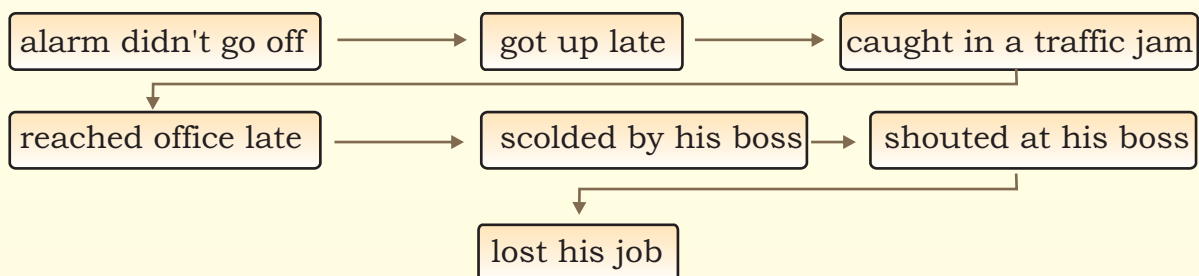 alarm didn't go off
got up late
caught in a traffic jam
reached office late
scolded by his boss
shouted at his boss
lost his job